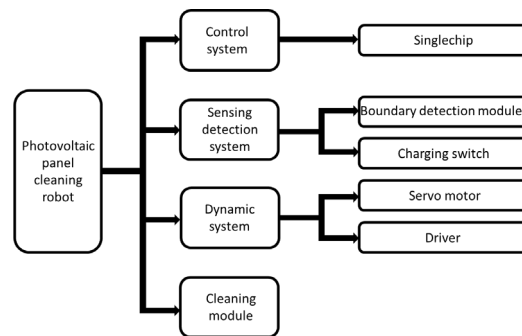 Photovoltaic
panel
cleaning
robot
Control
system
Singlechip
Sensing
detection
system
Boundary detection module
Charging switch
Dynamic
system
Servo motor
Driver
Cleaning
module